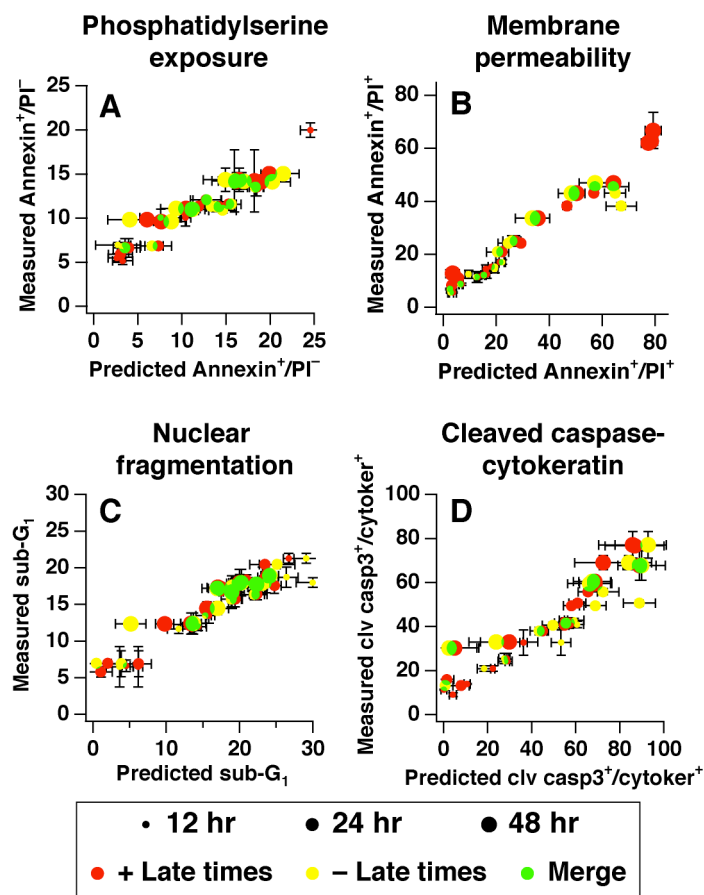 Phosphatidylserine exposure
Membrane permeability
A
Measured Annexin⁺/PI⁻
25
20
15
10
5
0
0 5 10 15 20 25
Predicted Annexin⁺/PI⁻
B
Measured Annexin⁺/PI⁺
80
60
40
20
0
0 20 40 60 80
Predicted Annexin⁺/PI⁺
Nuclear fragmentation
Cleaved caspase-cytokeratin
C
Measured sub-G₁
30
25
20
15
10
5
0
0 10 20 30
Predicted sub-G₁
D
Measured clv casp3⁺/cytoker⁺
100
80
60
40
20
0
0 20 40 60 80 100
Predicted clv casp3⁺/cytoker⁺
12 hr 24 hr 48 hr
+ Late times − Late times Merge